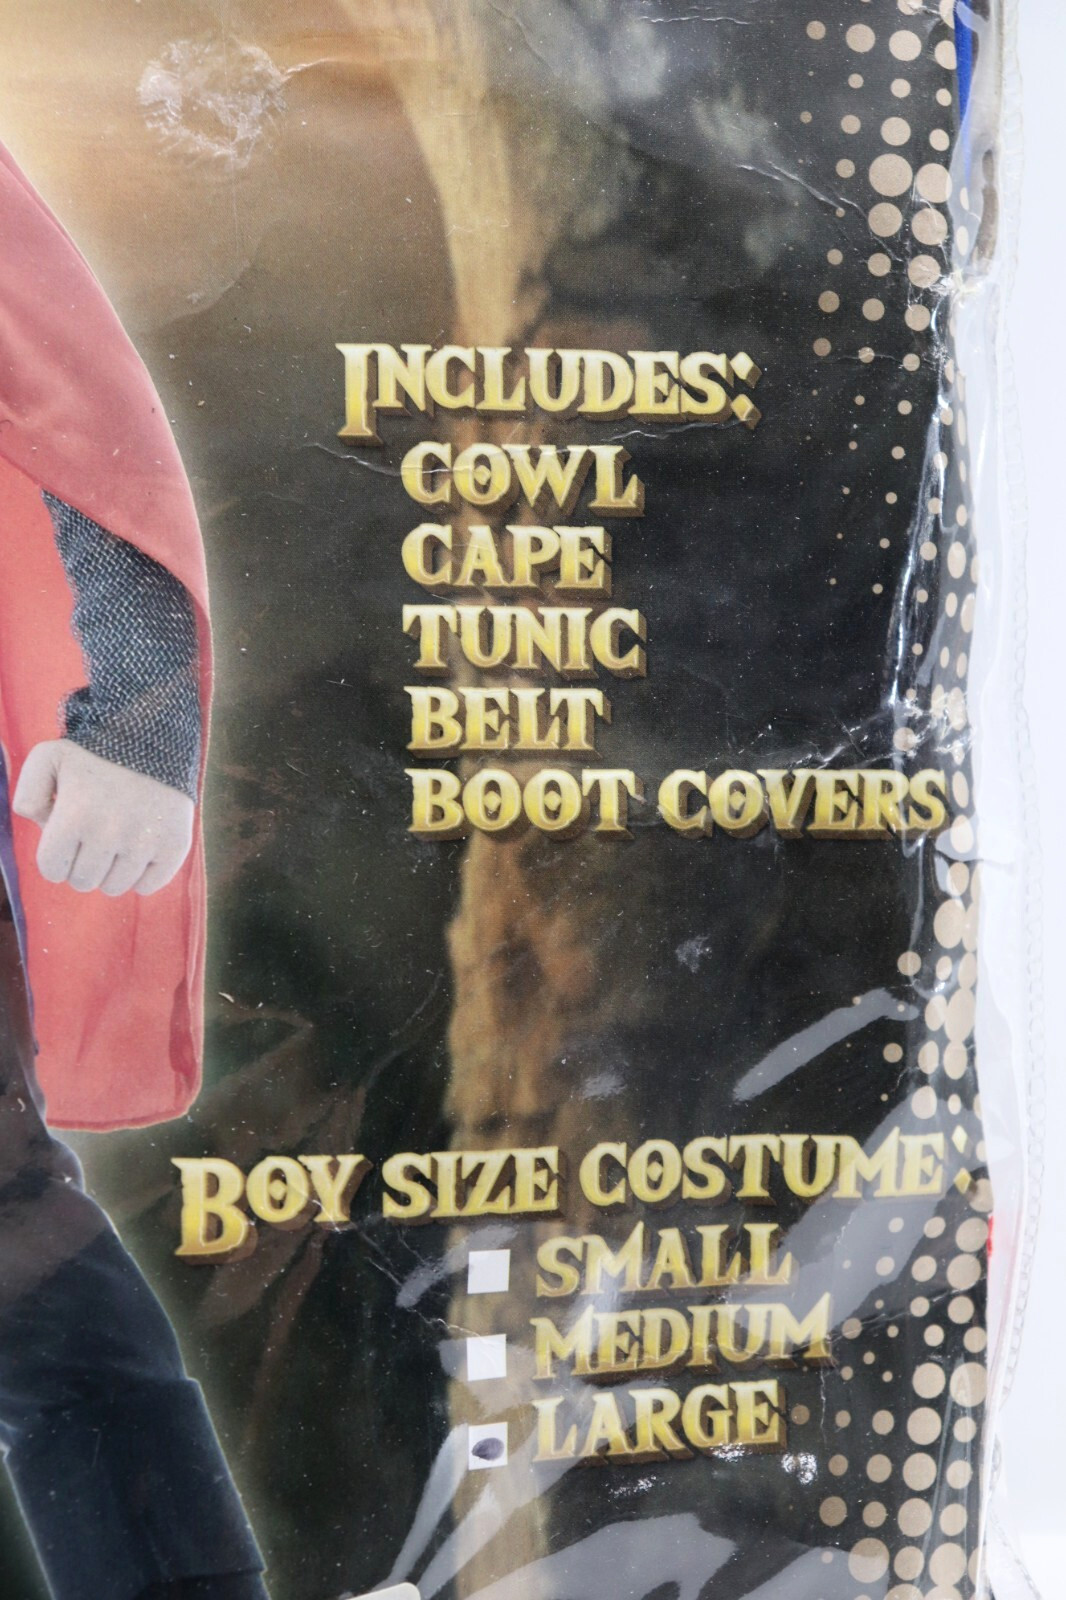 INCLUDES:
COWL
CAPE
TUNIC
BELT
BOOT COVERS
BOY SIZE COSTUME:
SMALL
MEDIUM
LARGE